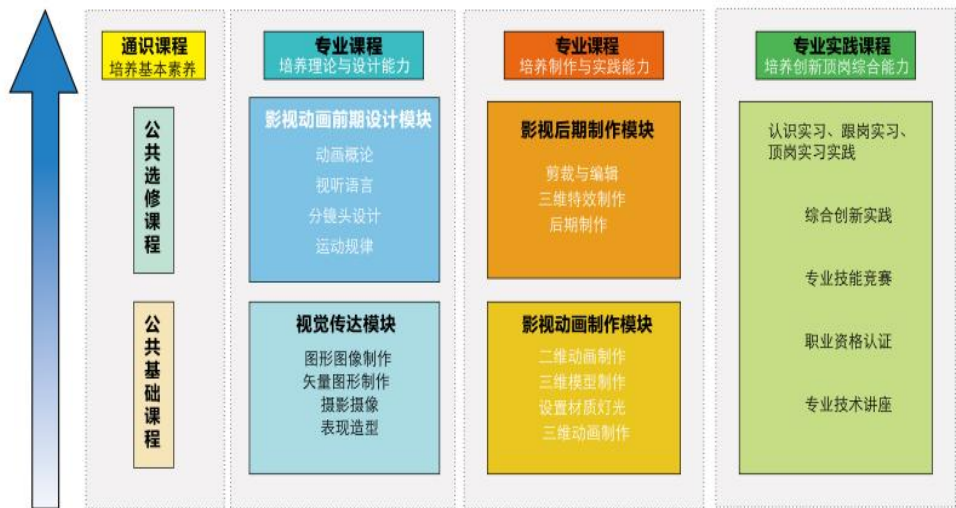 通识课程
培养基本素养
公共选修课程
公共基础课程
专业课程
培养理论与设计能力
影视动画前期设计模块
动画概论
视听语言
分镜头设计
运动规律
视觉传达模块
图形图像制作
矢量图形制作
摄影摄像
表现造型
专业课程
培养制作与实践能力
影视后期制作模块
剪裁与编辑
三维特效制作
后期制作
影视动画制作模块
二维动画制作
三维模型制作
设置材质灯光
三维动画制作
专业实践课程
培养创新顶岗综合能力
认识实习、跟岗实习、
顶岗实习实践
综合创新实践
专业技能竞赛
职业资格认证
专业技术讲座